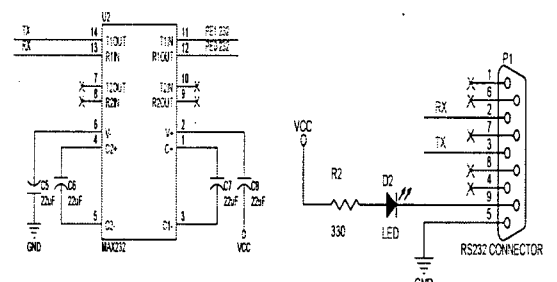 U2
TX 14 T1OUT T1IN 11 PE1 232
RX 13 R1IN R1OUT 12 PE0 232
7 T2OUT T2IN 10
8 R2IN R2OUT 9
6 V- V+ 2
4 C2+ C+ 1
C5 22uF
C6 22uF
C7 22uF
C8 22uF
5 C2- C1- 3
GND
MAX232
VCC
P1
1
6
RX 2
7
TX 3
8
4
9
5
VCC
R2
330
D2
LED
GND
RS232 CONNECTOR